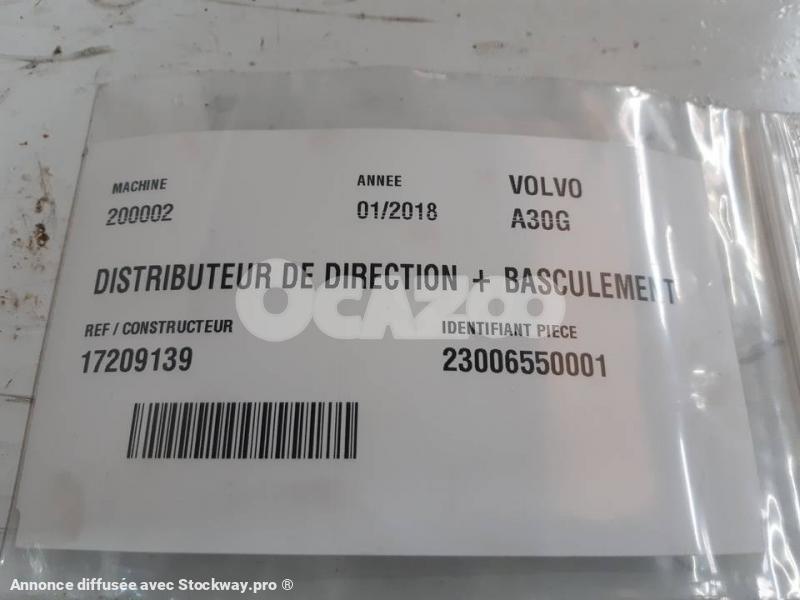 MACHINE ANNEE VOLVO
200002 01/2018 A30G
DISTRIBUTEUR DE DIRECTION + BASCULEMENT
OCAZOO
REF / CONSTRUCTEUR IDENTIFIANT PIECE
17209139 23006550001
Annonce diffusée avec Stockway.pro ®